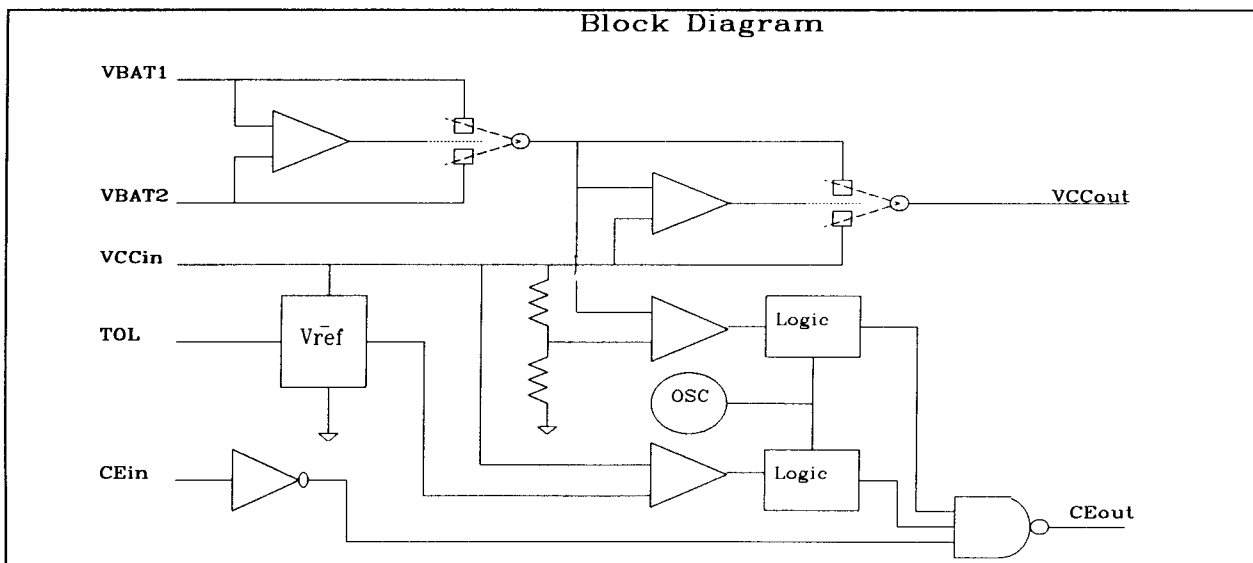 Block Diagram
VBAT1
VBAT2
VCCout
VCCin
TOL
Vref
Logic
OSC
CEin
Logic
CEout